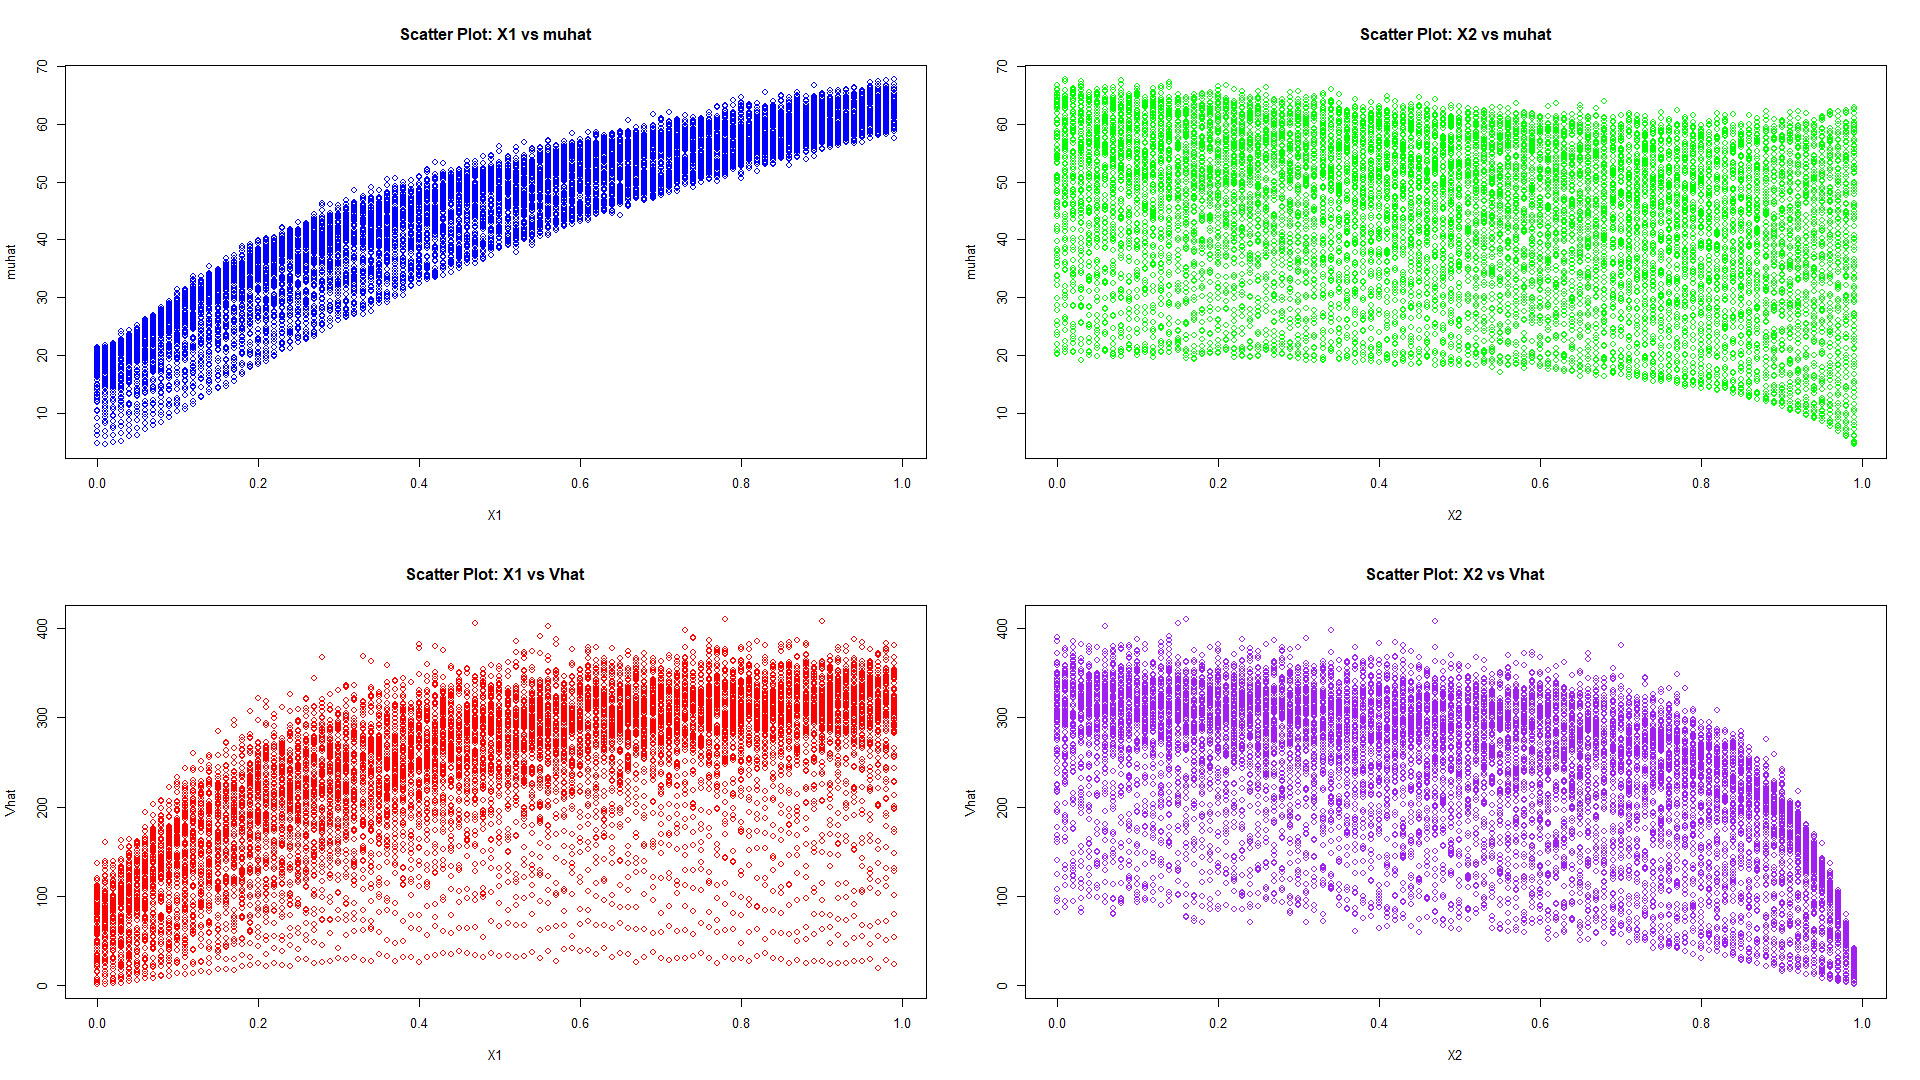 Scatter Plot: X1 vs muhat
muhat
70
60
50
40
30
20
10
0.0 0.2 0.4 0.6 0.8 1.0
X1
Scatter Plot: X2 vs muhat
muhat
70
60
50
40
30
20
10
0.0 0.2 0.4 0.6 0.8 1.0
X2
Scatter Plot: X1 vs Vhat
Vhat
400
300
200
100
0
0.0 0.2 0.4 0.6 0.8 1.0
X1
Scatter Plot: X2 vs Vhat
Vhat
400
300
200
100
0
0.0 0.2 0.4 0.6 0.8 1.0
X2